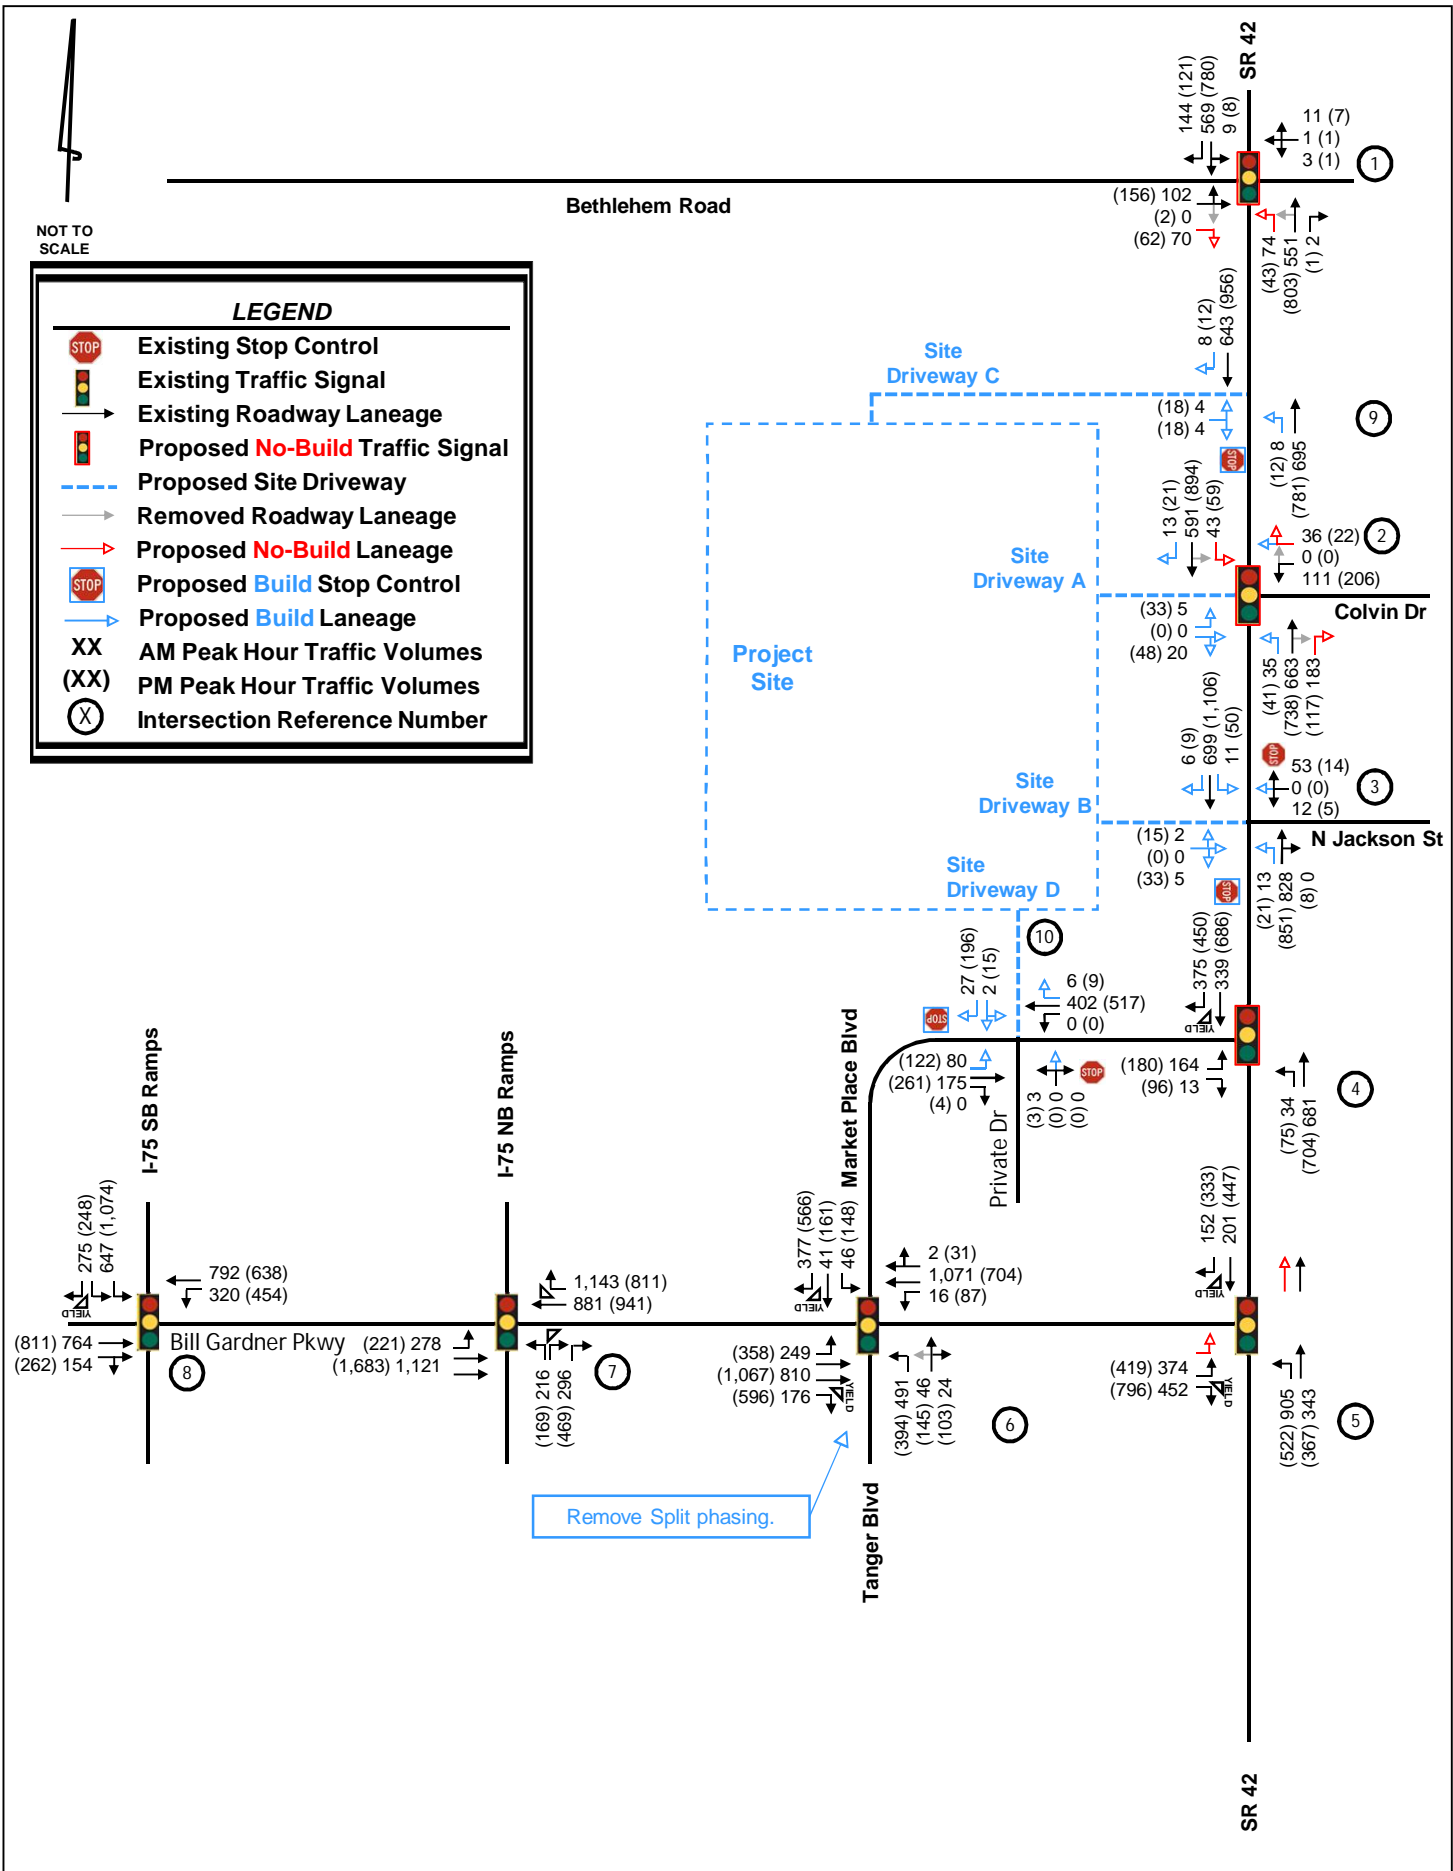 SR 42
144 (121)
569 (780)
9 (8)
11 (7)
1 (1)
3 (1)
1
Bethlehem Road
(156) 102
(2) 0
(62) 70
(43) 74
(803) 551
(1) 2
NOT TO
SCALE
LEGEND
STOP Existing Stop Control
Existing Traffic Signal
Existing Roadway Laneage
Proposed No-Build Traffic Signal
Proposed Site Driveway
Removed Roadway Laneage
Proposed No-Build Laneage
STOP Proposed Build Stop Control
Proposed Build Laneage
XX AM Peak Hour Traffic Volumes
(XX) PM Peak Hour Traffic Volumes
X Intersection Reference Number
8 (12)
643 (956)
Site
Driveway C
(18) 4
(18) 4
STOP
(12) 8
(781) 695
9
13 (21)
591 (894)
43 (59)
36 (22)
0 (0)
111 (206)
2
Site
Driveway A
Colvin Dr
(33) 5
(0) 0
(48) 20
(41) 35
(738) 663
(117) 183
Project
Site
6 (9)
699 (1,106)
11 (50)
STOP
53 (14)
0 (0)
12 (5)
3
Site
Driveway B
N Jackson St
(15) 2
(0) 0
(33) 5
STOP
(21) 13
(851) 828
(8) 0
Site
Driveway D
10
27 (196)
2 (15)
STOP
6 (9)
402 (517)
0 (0)
375 (450)
339 (686)
YIELD
Market Place Blvd
(122) 80
(261) 175
(4) 0
(3) 3
(0) 0
(0) 0
STOP
Private Dr
(180) 164
(96) 13
(75) 34
(704) 681
4
I-75 SB Ramps
275 (248)
647 (1,074)
YIELD
792 (638)
320 (454)
(811) 764
(262) 154
Bill Gardner Pkwy
8
I-75 NB Ramps
1,143 (811)
881 (941)
(221) 278
(1,683) 1,121
(169) 216
(469) 296
7
377 (566)
41 (161)
46 (148)
YIELD
2 (31)
1,071 (704)
16 (87)
(358) 249
(1,067) 810
(596) 176
YIELD
(394) 491
(145) 46
(103) 24
6
152 (333)
201 (447)
YIELD
(419) 374
(796) 452
YIELD
(522) 905
(367) 343
5
Remove Split phasing.
Tanger Blvd
SR 42